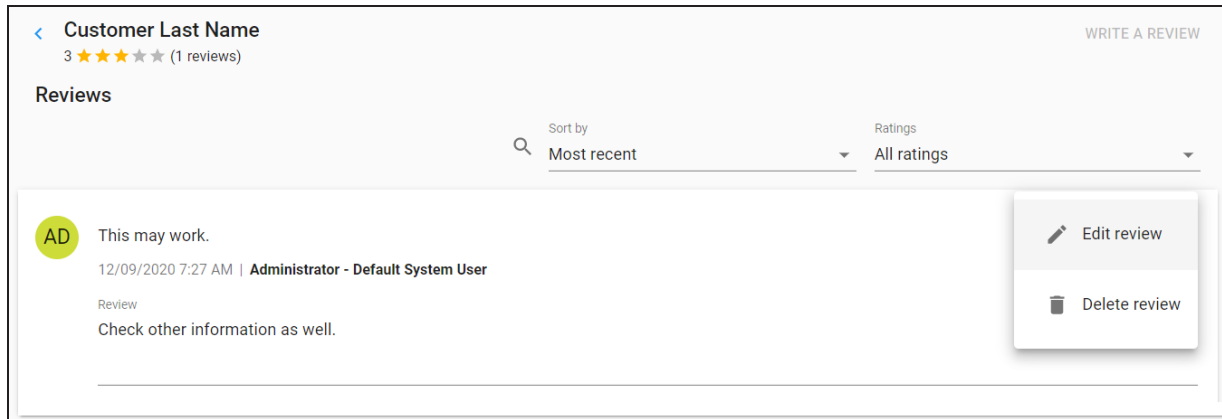 Customer Last Name
WRITE A REVIEW
3 (1 reviews)
Reviews
Sort by
Ratings
Most recent
All ratings
AD
This may work.
Edit review
12/09/2020 7:27 AM | Administrator - Default System User
Review
Delete review
Check other information as well.